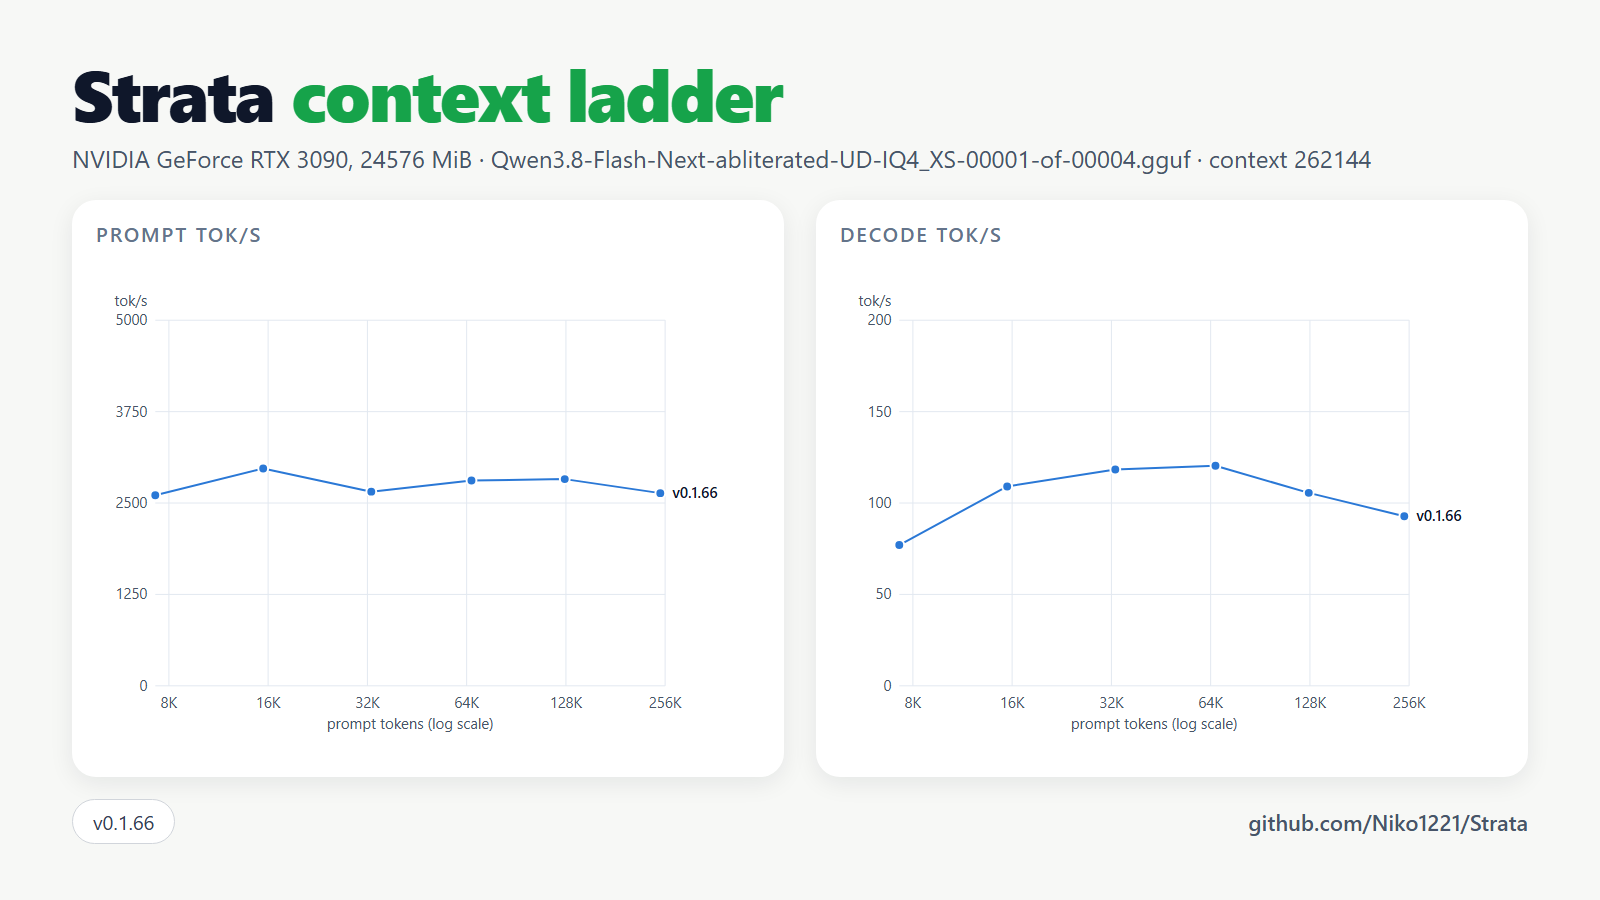 Strata context ladder
NVIDIA GeForce RTX 3090, 24576 MiB · Qwen3.8-Flash-Next-abliterated-UD-IQ4_XS-00001-of-00004.gguf · context 262144
PROMPT TOK/S
tok/s
5000
3750
2500
1250
0
8K 16K 32K 64K 128K 256K
prompt tokens (log scale)
v0.1.66
DECODE TOK/S
tok/s
200
150
100
50
0
8K 16K 32K 64K 128K 256K
prompt tokens (log scale)
v0.1.66
v0.1.66
github.com/Niko1221/Strata